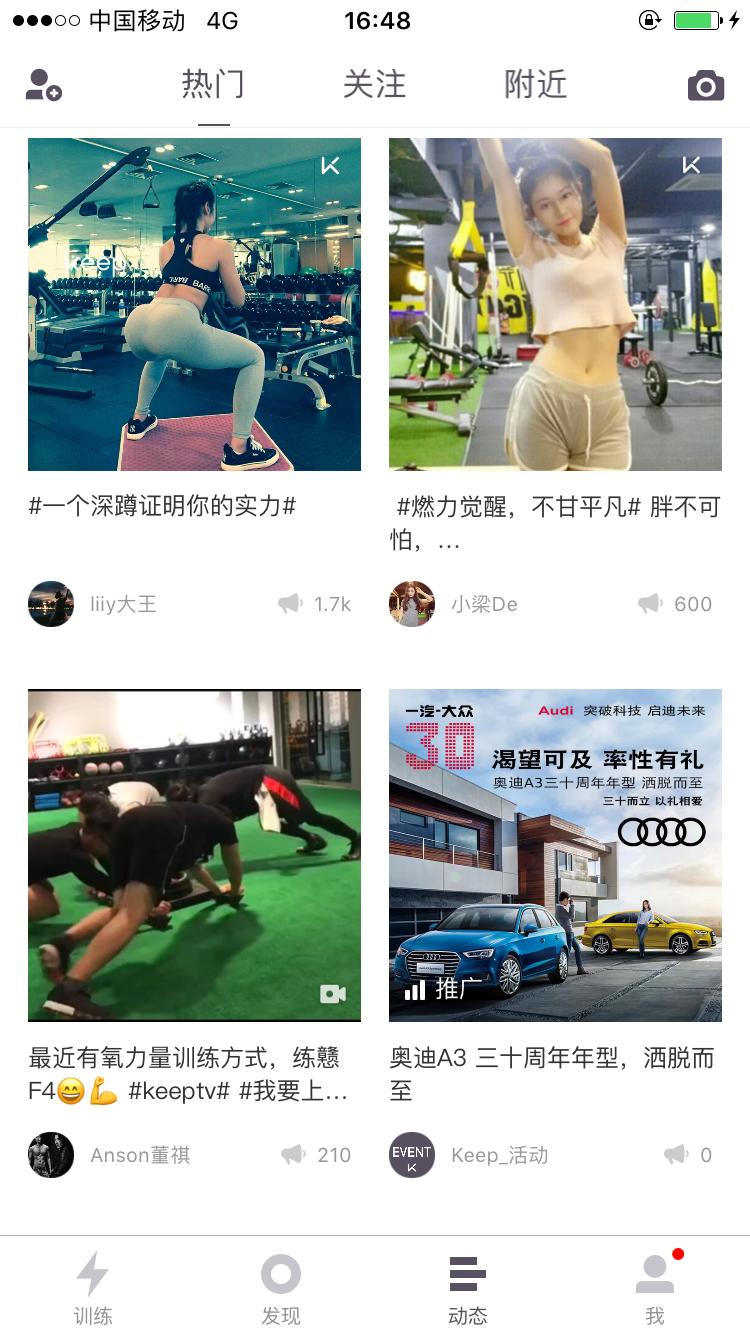 中国移动 4G 16:48
热门 关注 附近
keep
BARE BARE
#一个深蹲证明你的实力#
#燃力觉醒，不甘平凡# 胖不可
怕，…
liiy大王 1.7k
小梁De 600
一汽-大众
Audi 突破科技 启迪未来
30
渴望可及 率性有礼
奥迪A3三十周年年型 洒脱而至
三十而立 以礼相爱
推广
最近有氧力量训练方式，练戆
F4😄💪 #keeptv# #我要上…
奥迪A3 三十周年年型，洒脱而
至
Anson董祺 210
EVENT
Keep_活动 0
训练 发现 动态 我